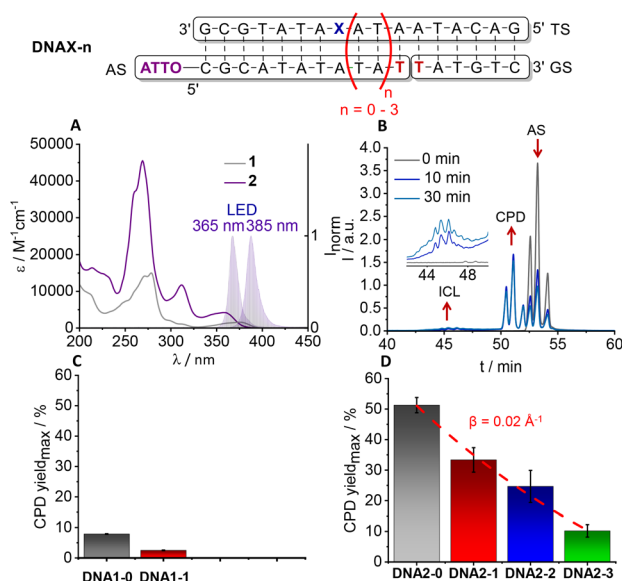 3' G-C-G-T-A-T-A-X-A-T-A-A-T-A-C-A-G 5' TS
DNAX-n
AS ATTO-C-G-C-A-T-A-T-A-T-A-T T-A-T-G-T-C 3' GS
5'
n
n = 0 - 3
A
50000
40000
30000
20000
10000
0
ε / M⁻¹cm⁻¹
1
2
LED
365 nm 385 nm
1
0
I norm
200 250 300 350 400 450
λ / nm
B
AS
4.0
3.5
3.0
2.5
2.0
1.5
1.0
0.5
0.0
I / a.u.
0 min
10 min
30 min
CPD
44 48
ICL
40 45 50 55 60
t / min
C
60
50
40
30
20
10
0
CPD yield max / %
DNA1-0 DNA1-1
D
60
50
40
30
20
10
0
CPD yield max / %
β = 0.02 Å⁻¹
DNA2-0 DNA2-1 DNA2-2 DNA2-3